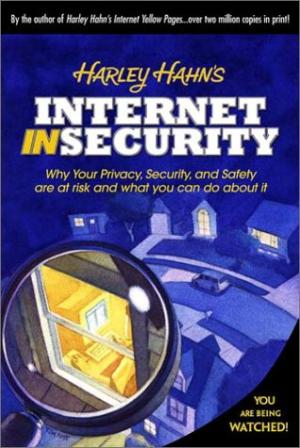 By the author of Harley Hahn's Internet Yellow Pages...over two million copies in print!
HARLEY HAHN'S
INTERNET
INSECURITY
Why Your Privacy, Security, and Safety
are at risk and what you can do about it
YOU
ARE BEING
WATCHED!